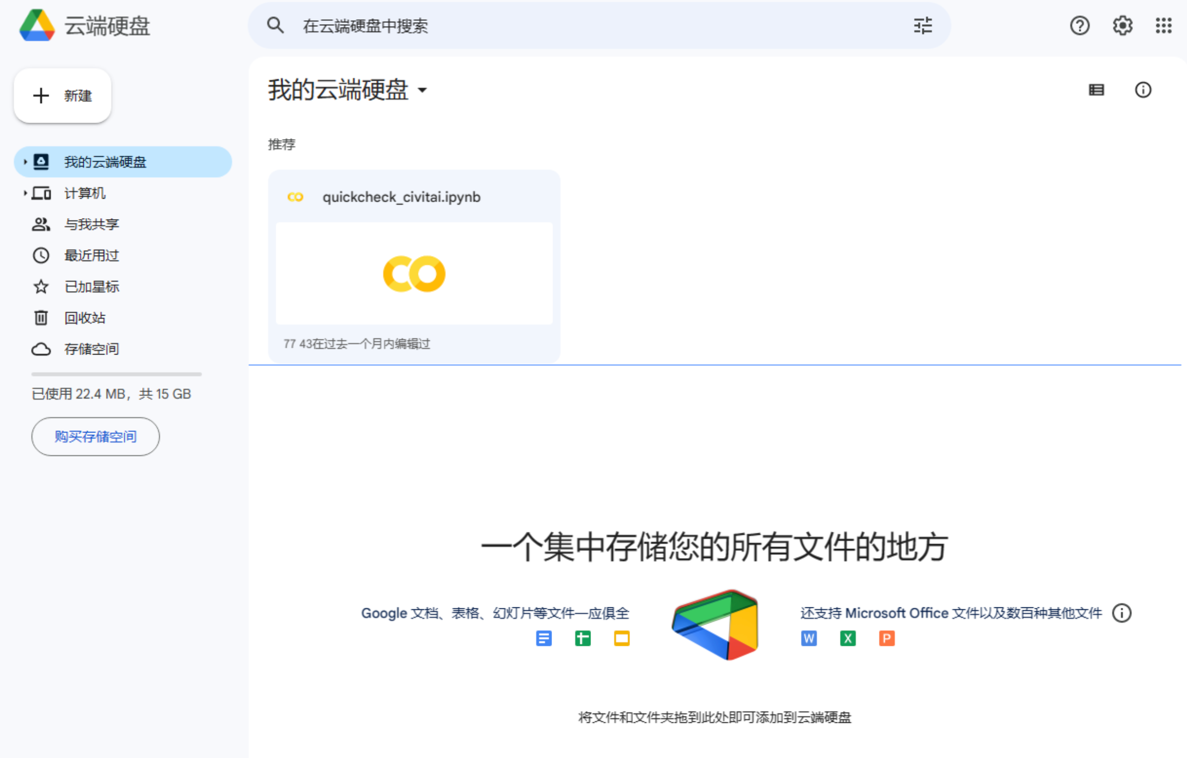 云端硬盘
在云端硬盘中搜索
新建
我的云端硬盘
计算机
与我共享
最近用过
已加星标
回收站
存储空间
已使用 22.4 MB，共 15 GB
购买存储空间
我的云端硬盘
推荐
quickcheck_civitai.ipynb
77 43在过去一个月内编辑过
一个集中存储您的所有文件的地方
Google 文档、表格、幻灯片等文件一应俱全
还支持 Microsoft Office 文件以及数百种其他文件
W X P
将文件和文件夹拖到此处即可添加到云端硬盘